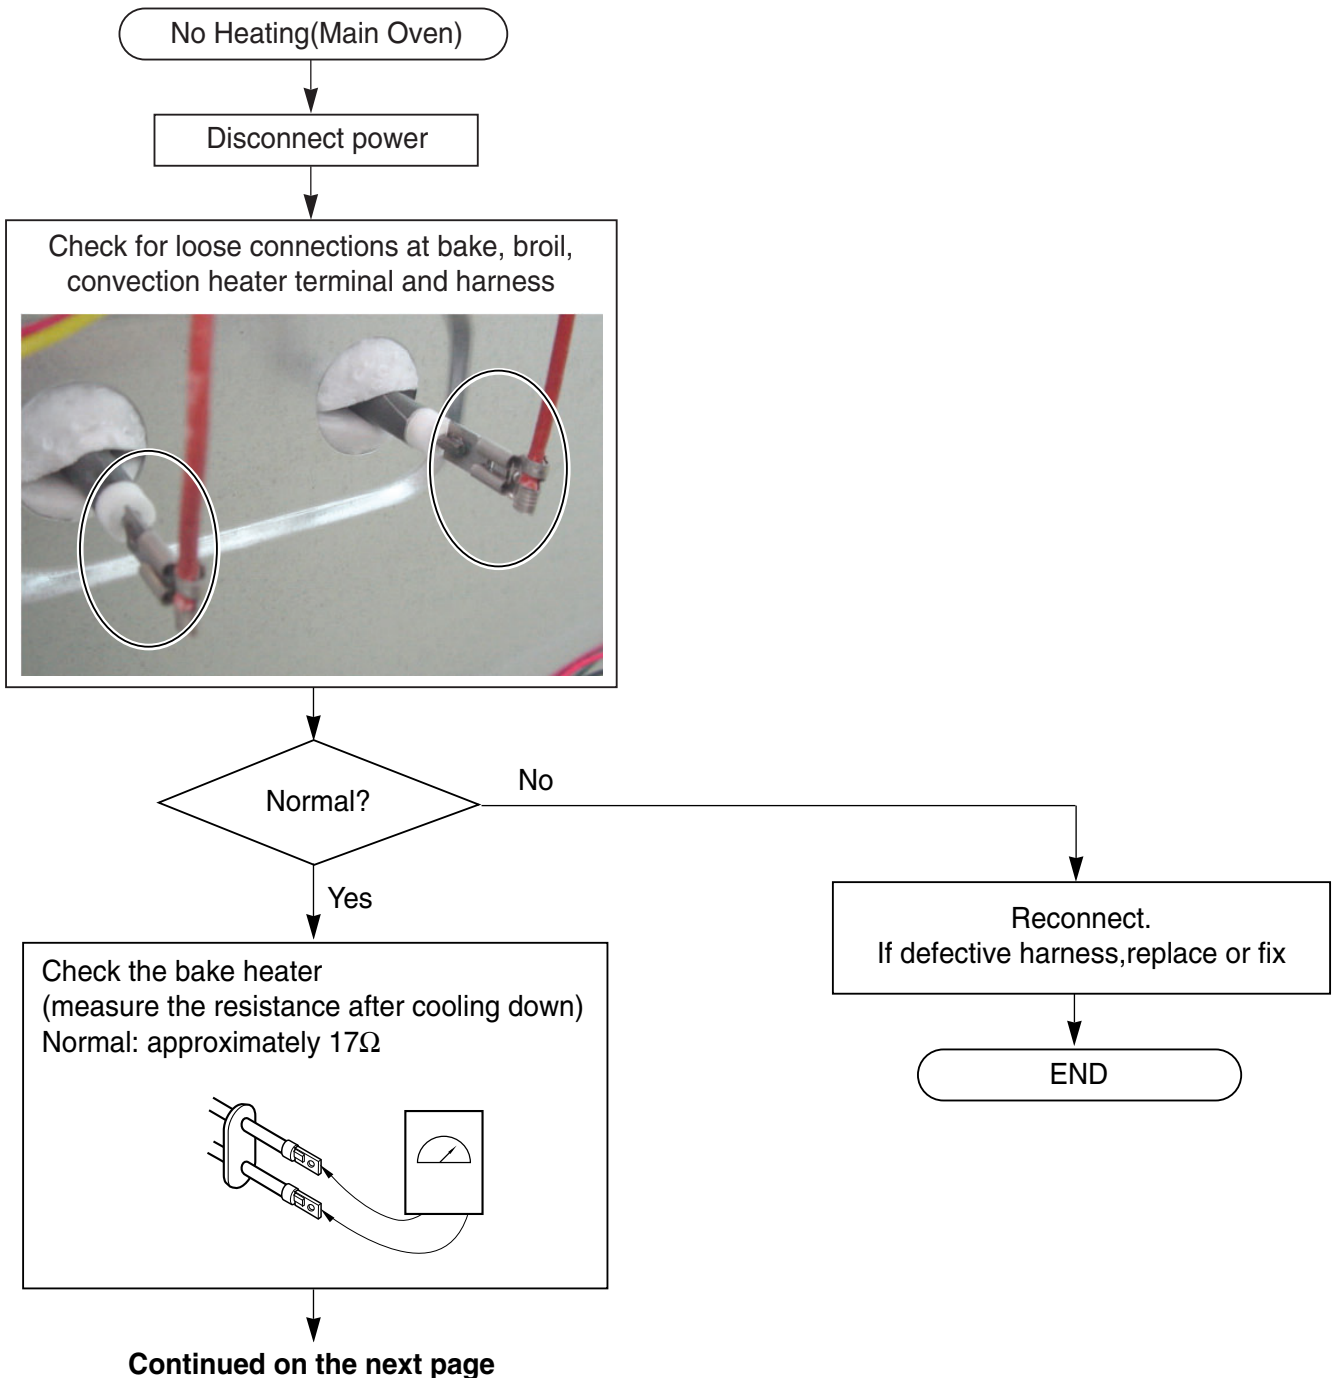 No Heating(Main Oven)
Disconnect power
Check for loose connections at bake, broil,
convection heater terminal and harness
Normal?
No
Yes
Reconnect.
If defective harness,replace or fix
END
Check the bake heater
(measure the resistance after cooling down)
Normal: approximately 17Ω
Continued on the next page